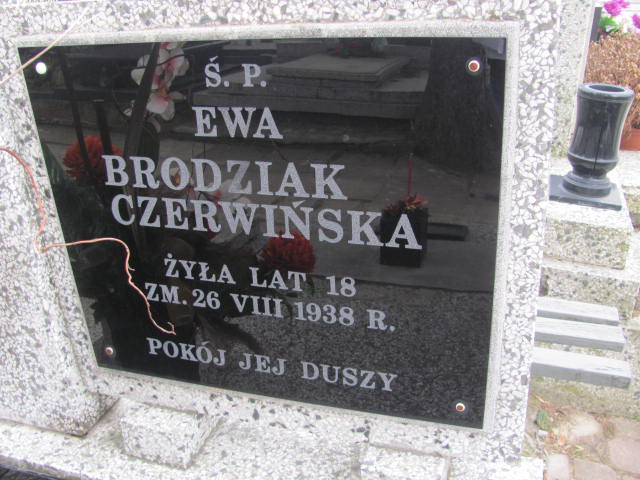 Ś. P.
EWA
BRODZIAK
CZERWIŃSKA
ŻYŁA LAT 18
ZM. 26 VIII 1938 R.
POKÓJ JEJ DUSZY